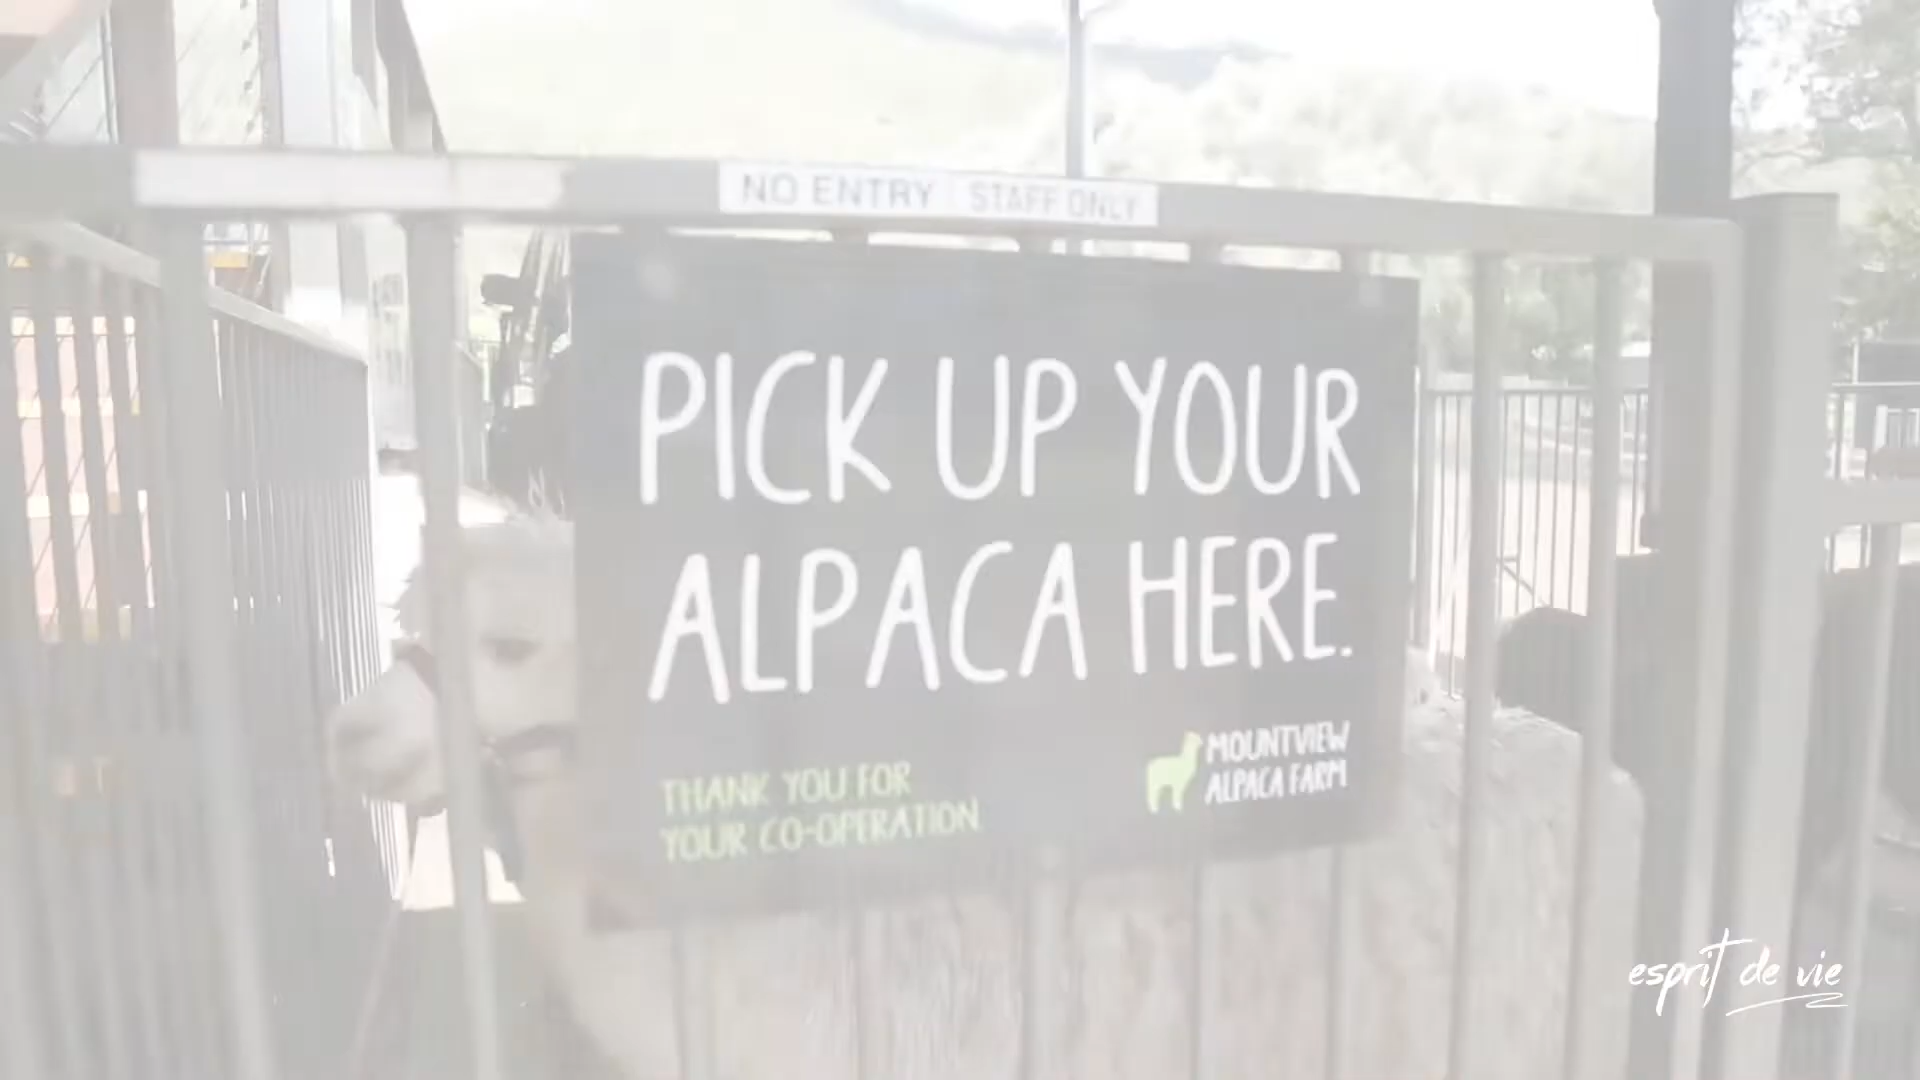 NO ENTRY STAFF ONLY
PICK UP YOUR
ALPACA HERE.
THANK YOU FOR
YOUR CO-OPERATION
MOUNTVIEW
ALPACA FARM
esprit de vie